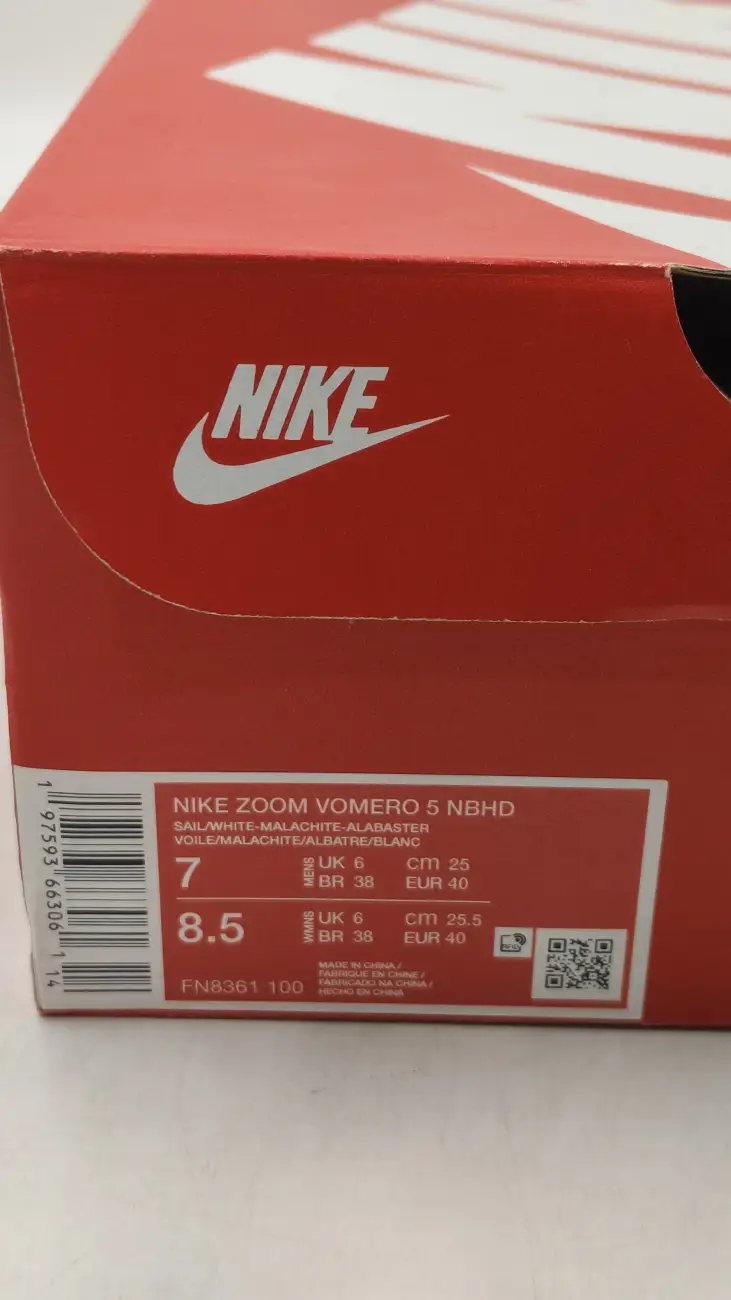 NIKE
NIKE ZOOM VOMERO 5 NBHD
SAIL/WHITE-MALACHITE-ALABASTER
VOILE/MALACHITE/ALBATRE/BLANC
7 MENS UK 6 cm 25
BR 38 EUR 40
8.5 WMNS UK 6 cm 25.5
BR 38 EUR 40
MADE IN CHINA /
FABRIQUE EN CHINE /
FABRICADO NA CHINA /
HECHO EN CHINA
FN8361 100
RFID
1 97593 66306 1 14